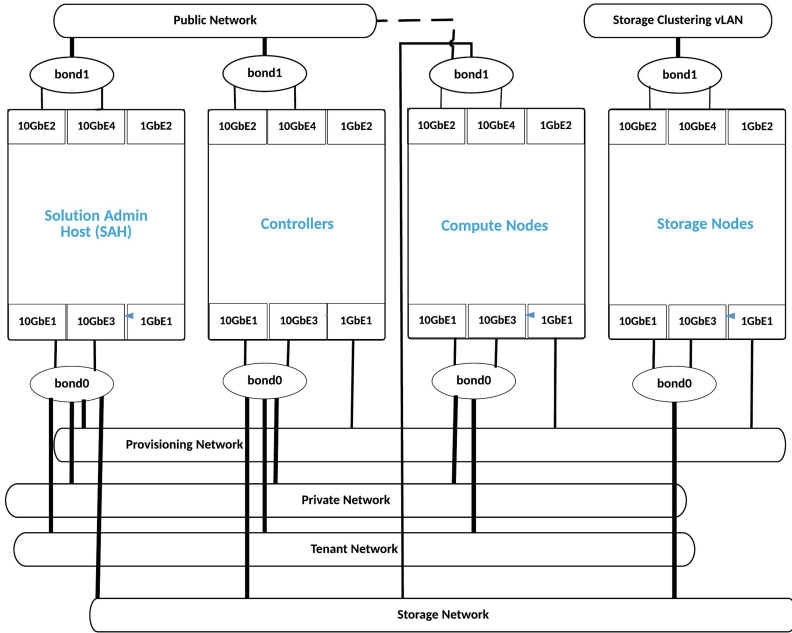 Public Network
Storage Clustering vLAN
bond1
bond1
bond1
bond1
10GbE2
10GbE4
1GbE2
10GbE2
10GbE4
1GbE2
10GbE2
10GbE4
1GbE2
10GbE2
10GbE4
1GbE2
Solution Admin
Host (SAH)
Controllers
Compute Nodes
Storage Nodes
10GbE1
10GbE3
1GbE1
10GbE1
10GbE3
1GbE1
10GbE1
10GbE3
1GbE1
10GbE1
10GbE3
1GbE1
bond0
bond0
bond0
bond0
Provisioning Network
Private Network
Tenant Network
Storage Network